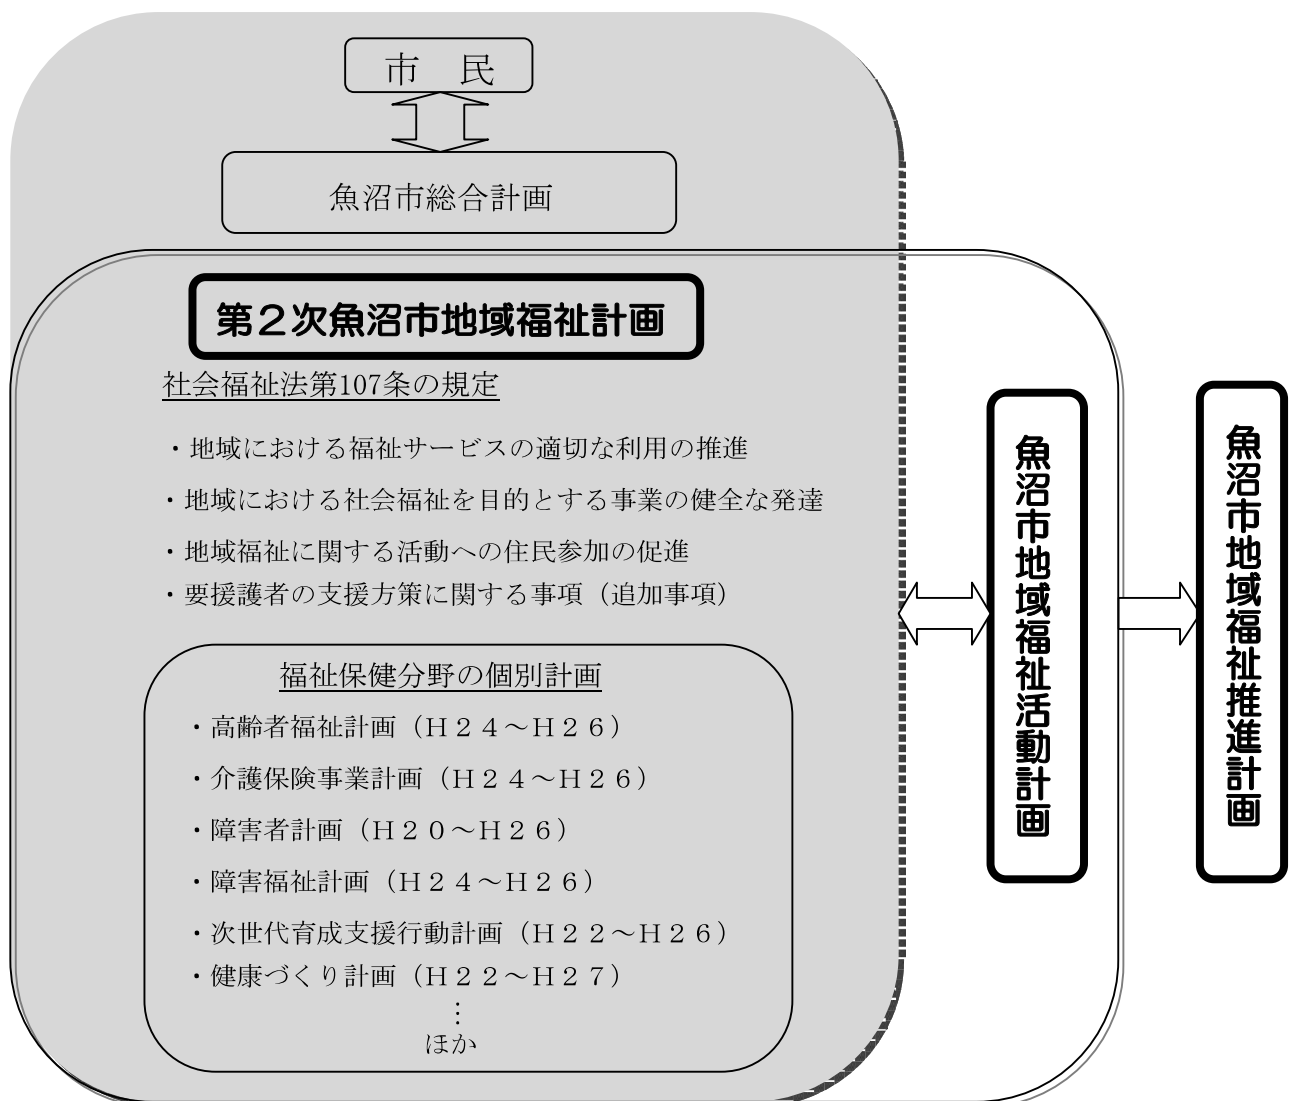 市　民
魚沼市総合計画
第２次魚沼市地域福祉計画
社会福祉法第107条の規定
・地域における福祉サービスの適切な利用の推進
・地域における社会福祉を目的とする事業の健全な発達
・地域福祉に関する活動への住民参加の促進
・要援護者の支援方策に関する事項（追加事項）
福祉保健分野の個別計画
・高齢者福祉計画（Ｈ２４～Ｈ２６）
・介護保険事業計画（Ｈ２４～Ｈ２６）
・障害者計画（Ｈ２０～Ｈ２６）
・障害福祉計画（Ｈ２４～Ｈ２６）
・次世代育成支援行動計画（Ｈ２２～Ｈ２６）
・健康づくり計画（Ｈ２２～Ｈ２７）
⋮
ほか
魚沼市地域福祉活動計画
魚沼市地域福祉推進計画